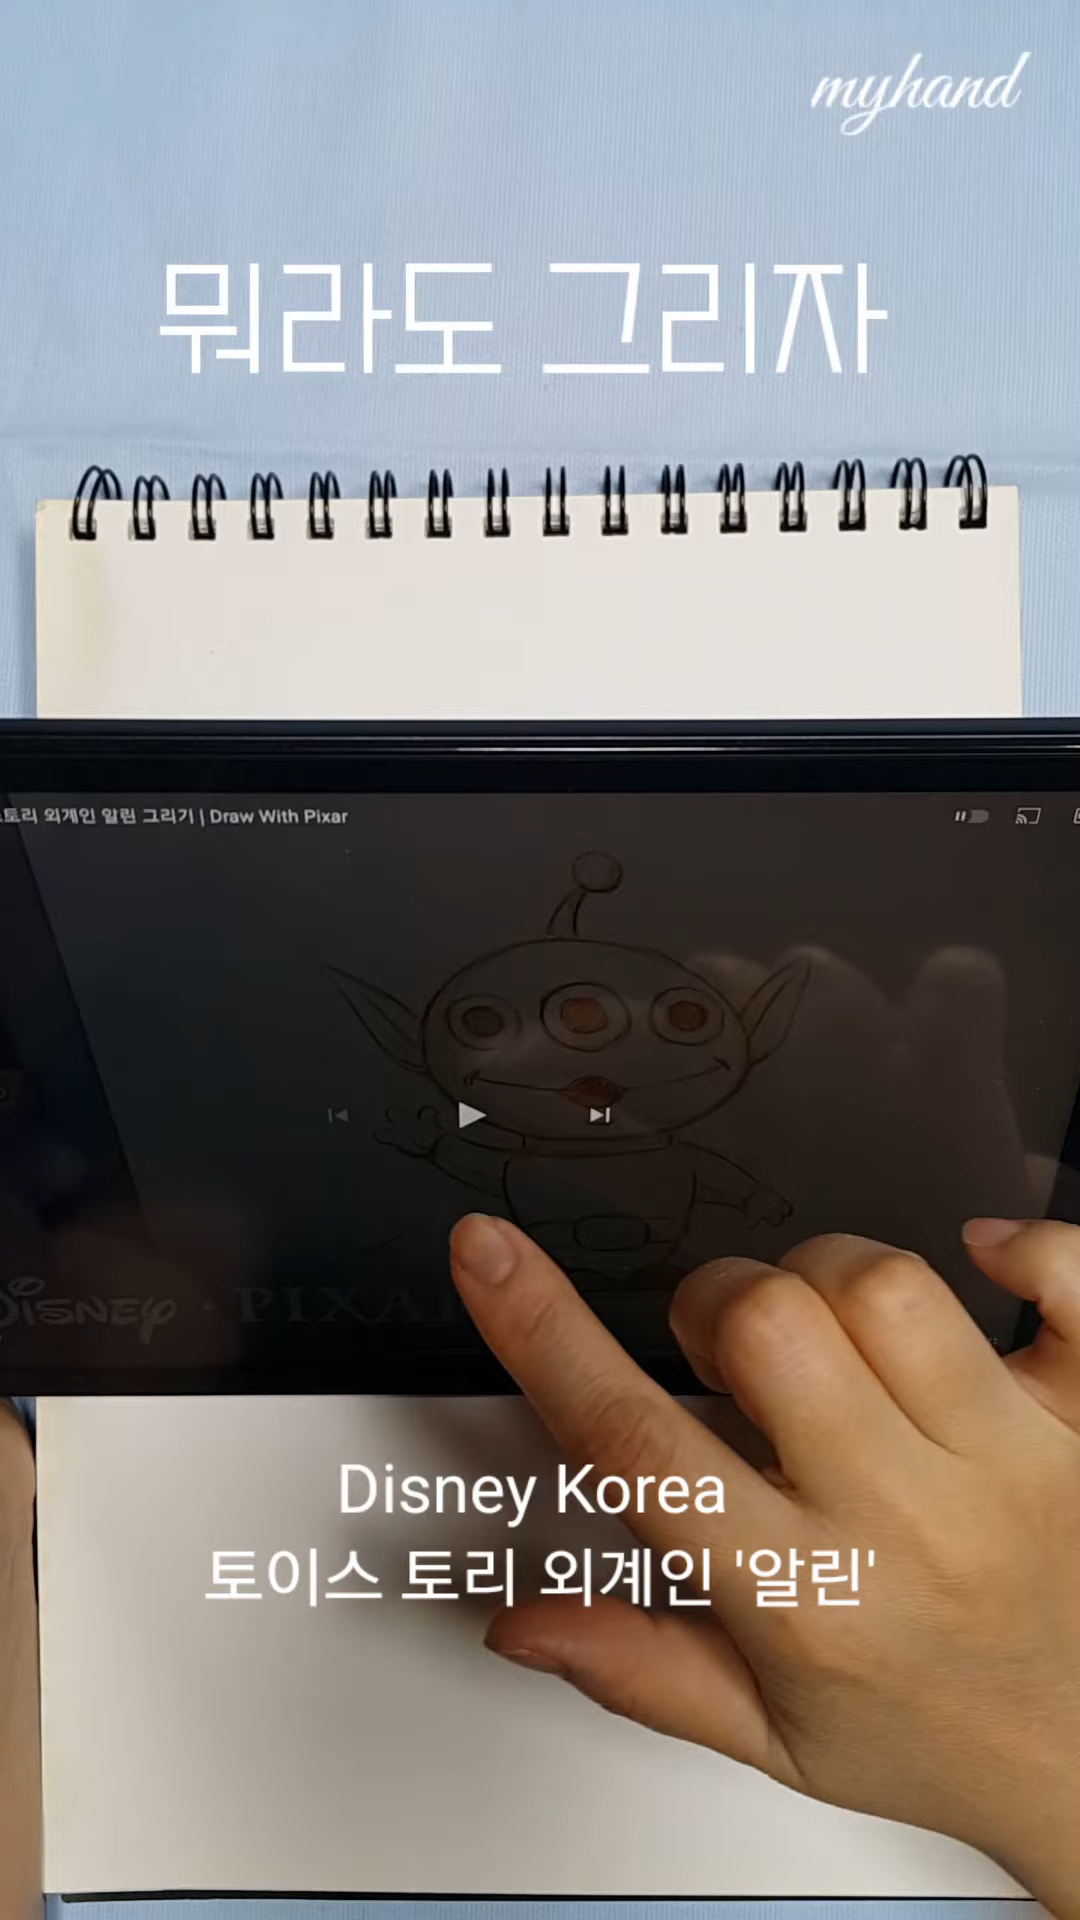 myhand
뭐라도 그리자
스토리 외계인 알린 그리기 | Draw With Pixar
Disney · PIXAR
Disney Korea
토이스 토리 외계인 '알린'